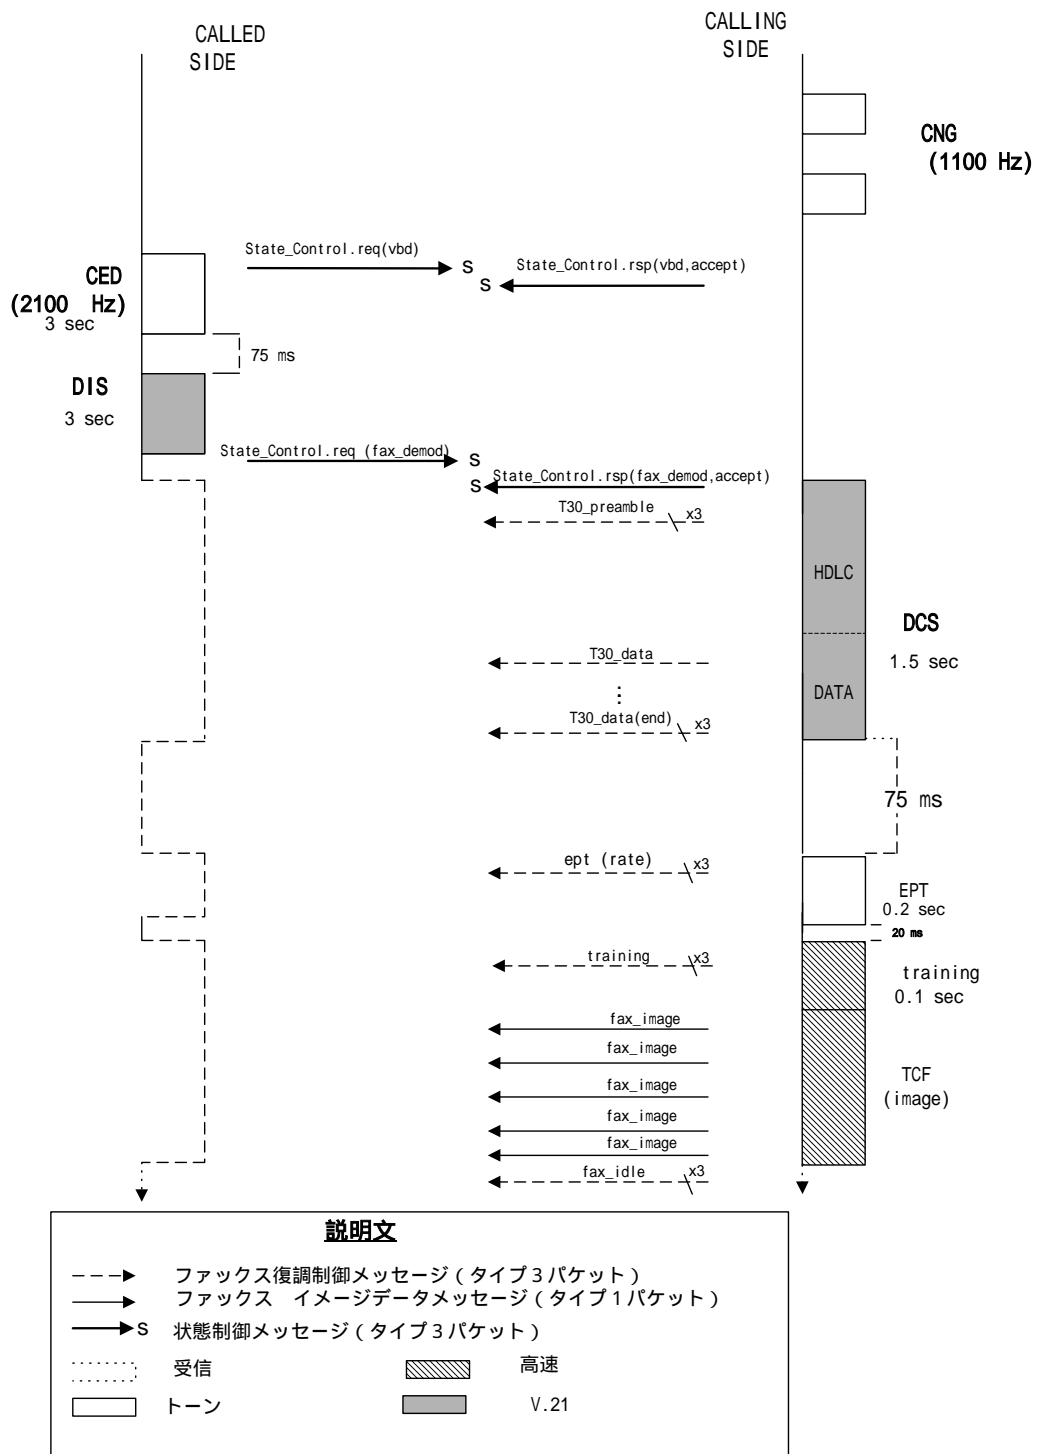 CALLED
SIDE
CALLING
SIDE
CNG
(1100 Hz)
State_Control.req(vbd)
S
State_Control.rsp(vbd,accept)
S
CED
(2100 Hz)
3 sec
75 ms
DIS
3 sec
State_Control.req (fax_demod)
S
State_Control.rsp(fax_demod,accept)
S
T30_preamble
x3
HDLC
DCS
1.5 sec
T30_data
DATA
⋮
T30_data(end)
x3
75 ms
ept (rate)
x3
EPT
0.2 sec
20 ms
training
x3
training
0.1 sec
fax_image
fax_image
fax_image
fax_image
fax_image
TCF
(image)
fax_idle
x3
説明文
ファックス復調制御メッセージ(タイプ3パケット)
ファックス イメージデータメッセージ(タイプ1パケット)
S 状態制御メッセージ(タイプ3パケット)
受信
高速
トーン
V.21